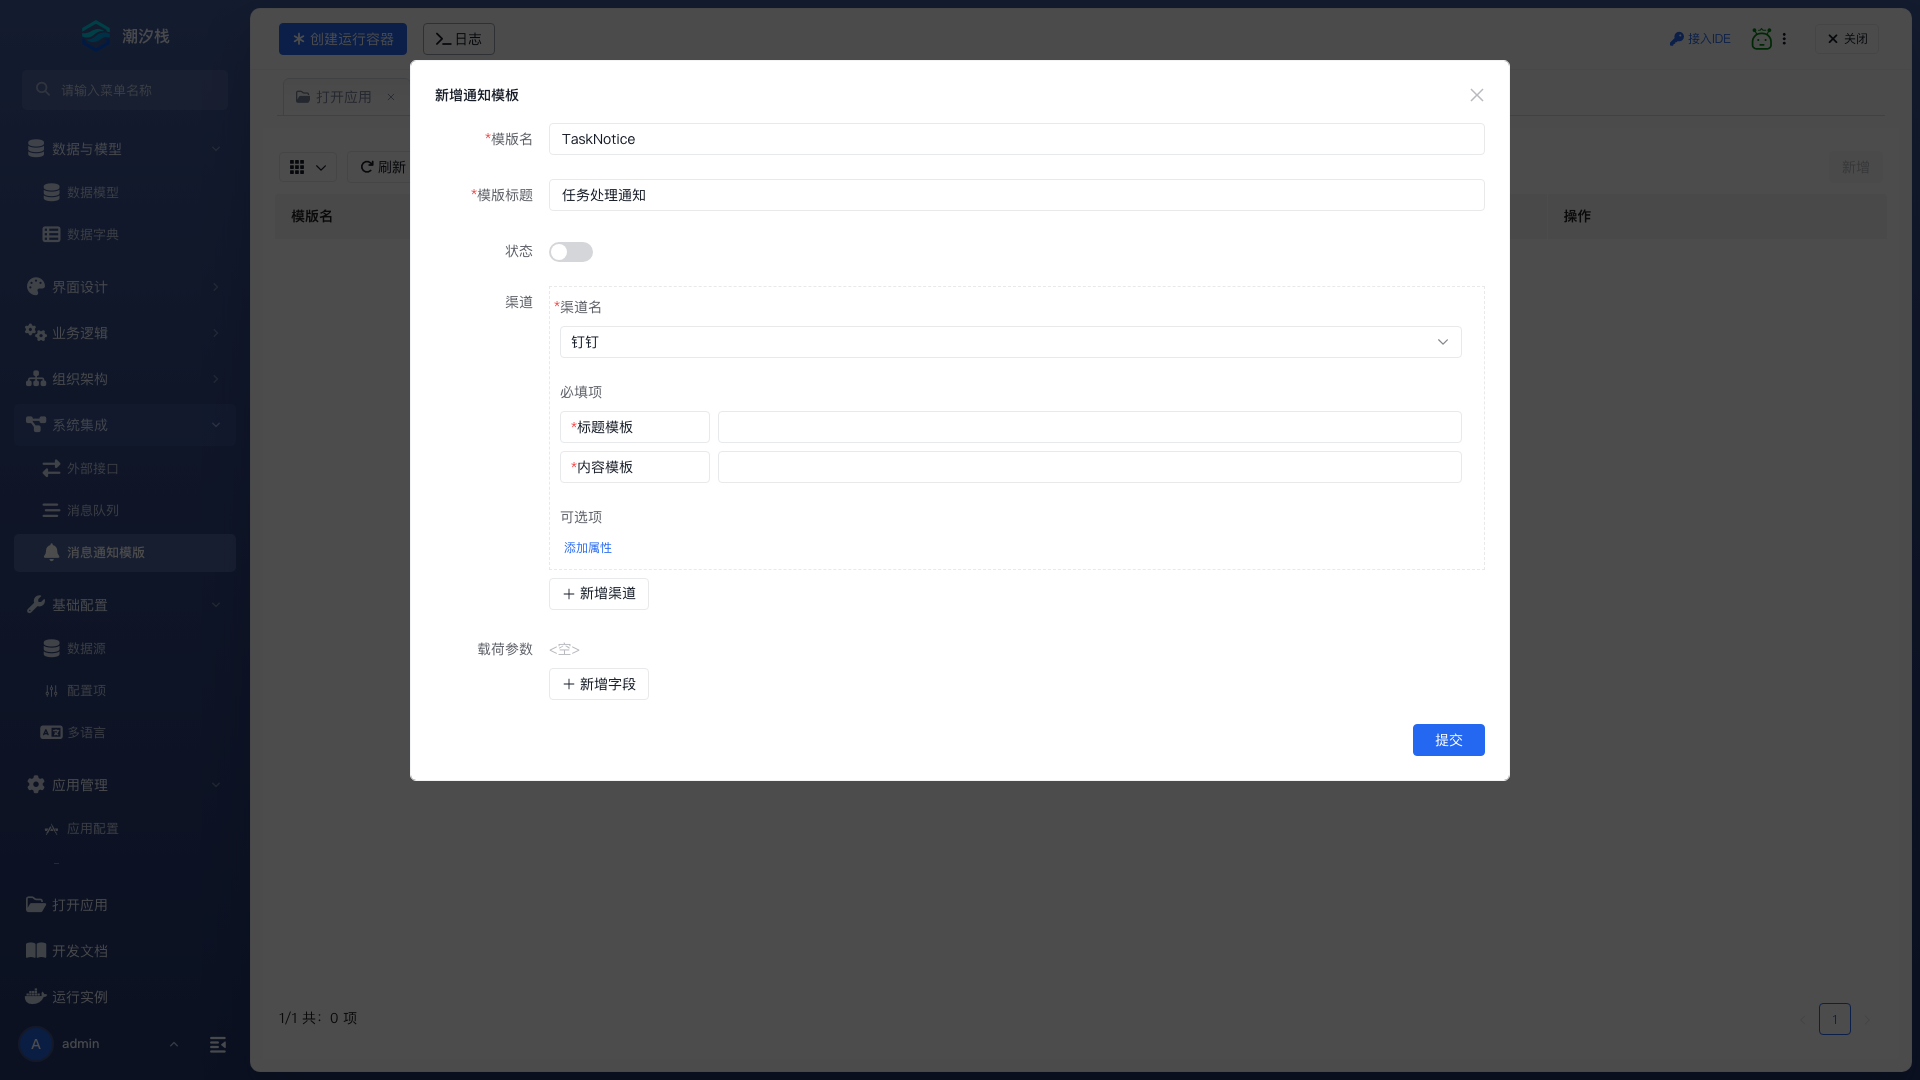 潮汐栈
请输入菜单名称
数据与模型
数据模型
数据字典
界面设计
业务逻辑
组织架构
系统集成
外部接口
消息队列
消息通知模版
基础配置
数据源
配置项
多语言
应用管理
应用配置
打开应用
开发文档
运行实例
A admin
创建运行容器 日志 接入IDE 关闭
打开应用
刷新 新增
模版名 操作
新增通知模板
*模版名 TaskNotice
*模版标题 任务处理通知
状态
渠道 *渠道名
钉钉
必填项
*标题模板
*内容模板
可选项
添加属性
新增渠道
载荷参数 <空>
新增字段
提交
1/1 共：0 项 1